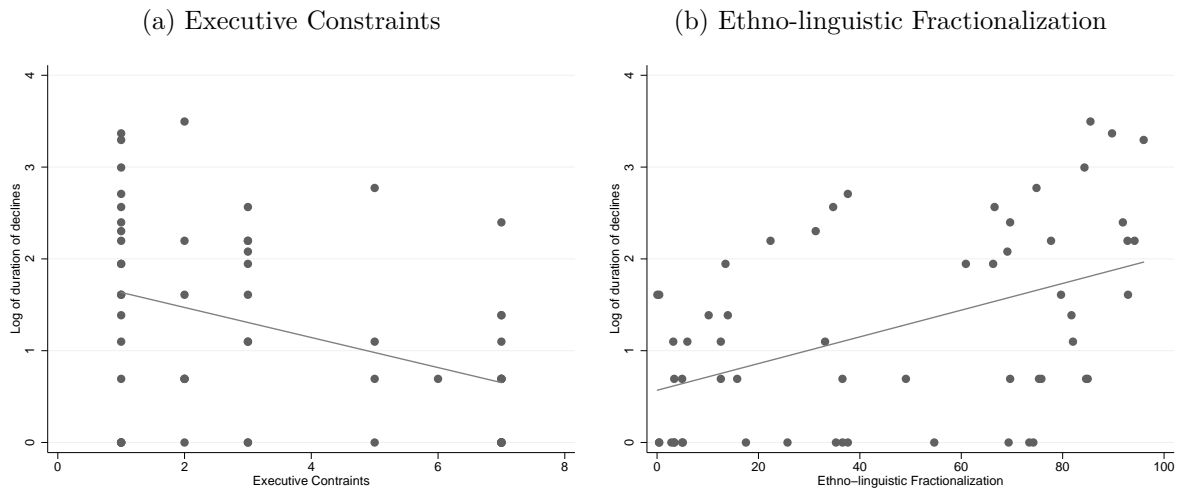 (a) Executive Constraints
4
3
2
1
0
Log of duration of declines
0 2 4 6 8
Executive Contraints
(b) Ethno-linguistic Fractionalization
4
3
2
1
0
Log of duration of declines
0 20 40 60 80 100
Ethno-linguistic Fractionalization